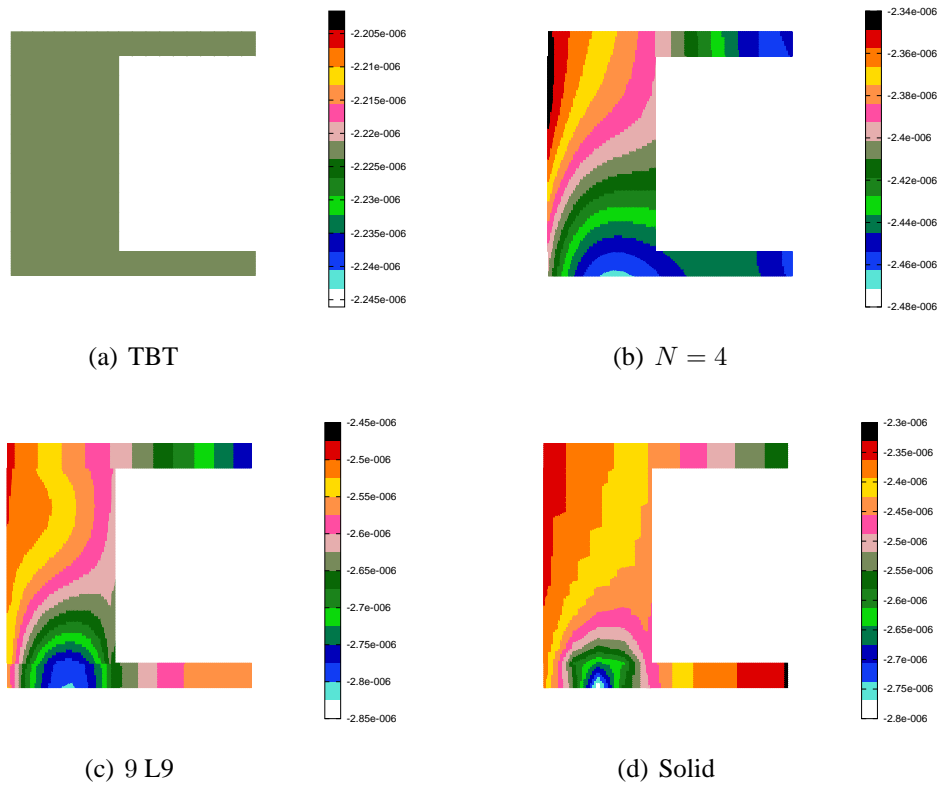 -2.205e-006
-2.21e-006
-2.215e-006
-2.220e-006
-2.225e-006
-2.230e-006
-2.235e-006
-2.240e-006
-2.245e-006
(a) TBT
-2.34e-006
-2.36e-006
-2.38e-006
-2.4e-006
-2.42e-006
-2.44e-006
-2.46e-006
-2.48e-006
(b) N = 4
-2.45e-006
-2.5e-006
-2.55e-006
-2.6e-006
-2.65e-006
-2.7e-006
-2.75e-006
-2.8e-006
-2.85e-006
(c) 9 L9
-2.3e-006
-2.35e-006
-2.4e-006
-2.45e-006
-2.5e-006
-2.55e-006
-2.6e-006
-2.65e-006
-2.7e-006
-2.75e-006
-2.8e-006
(d) Solid